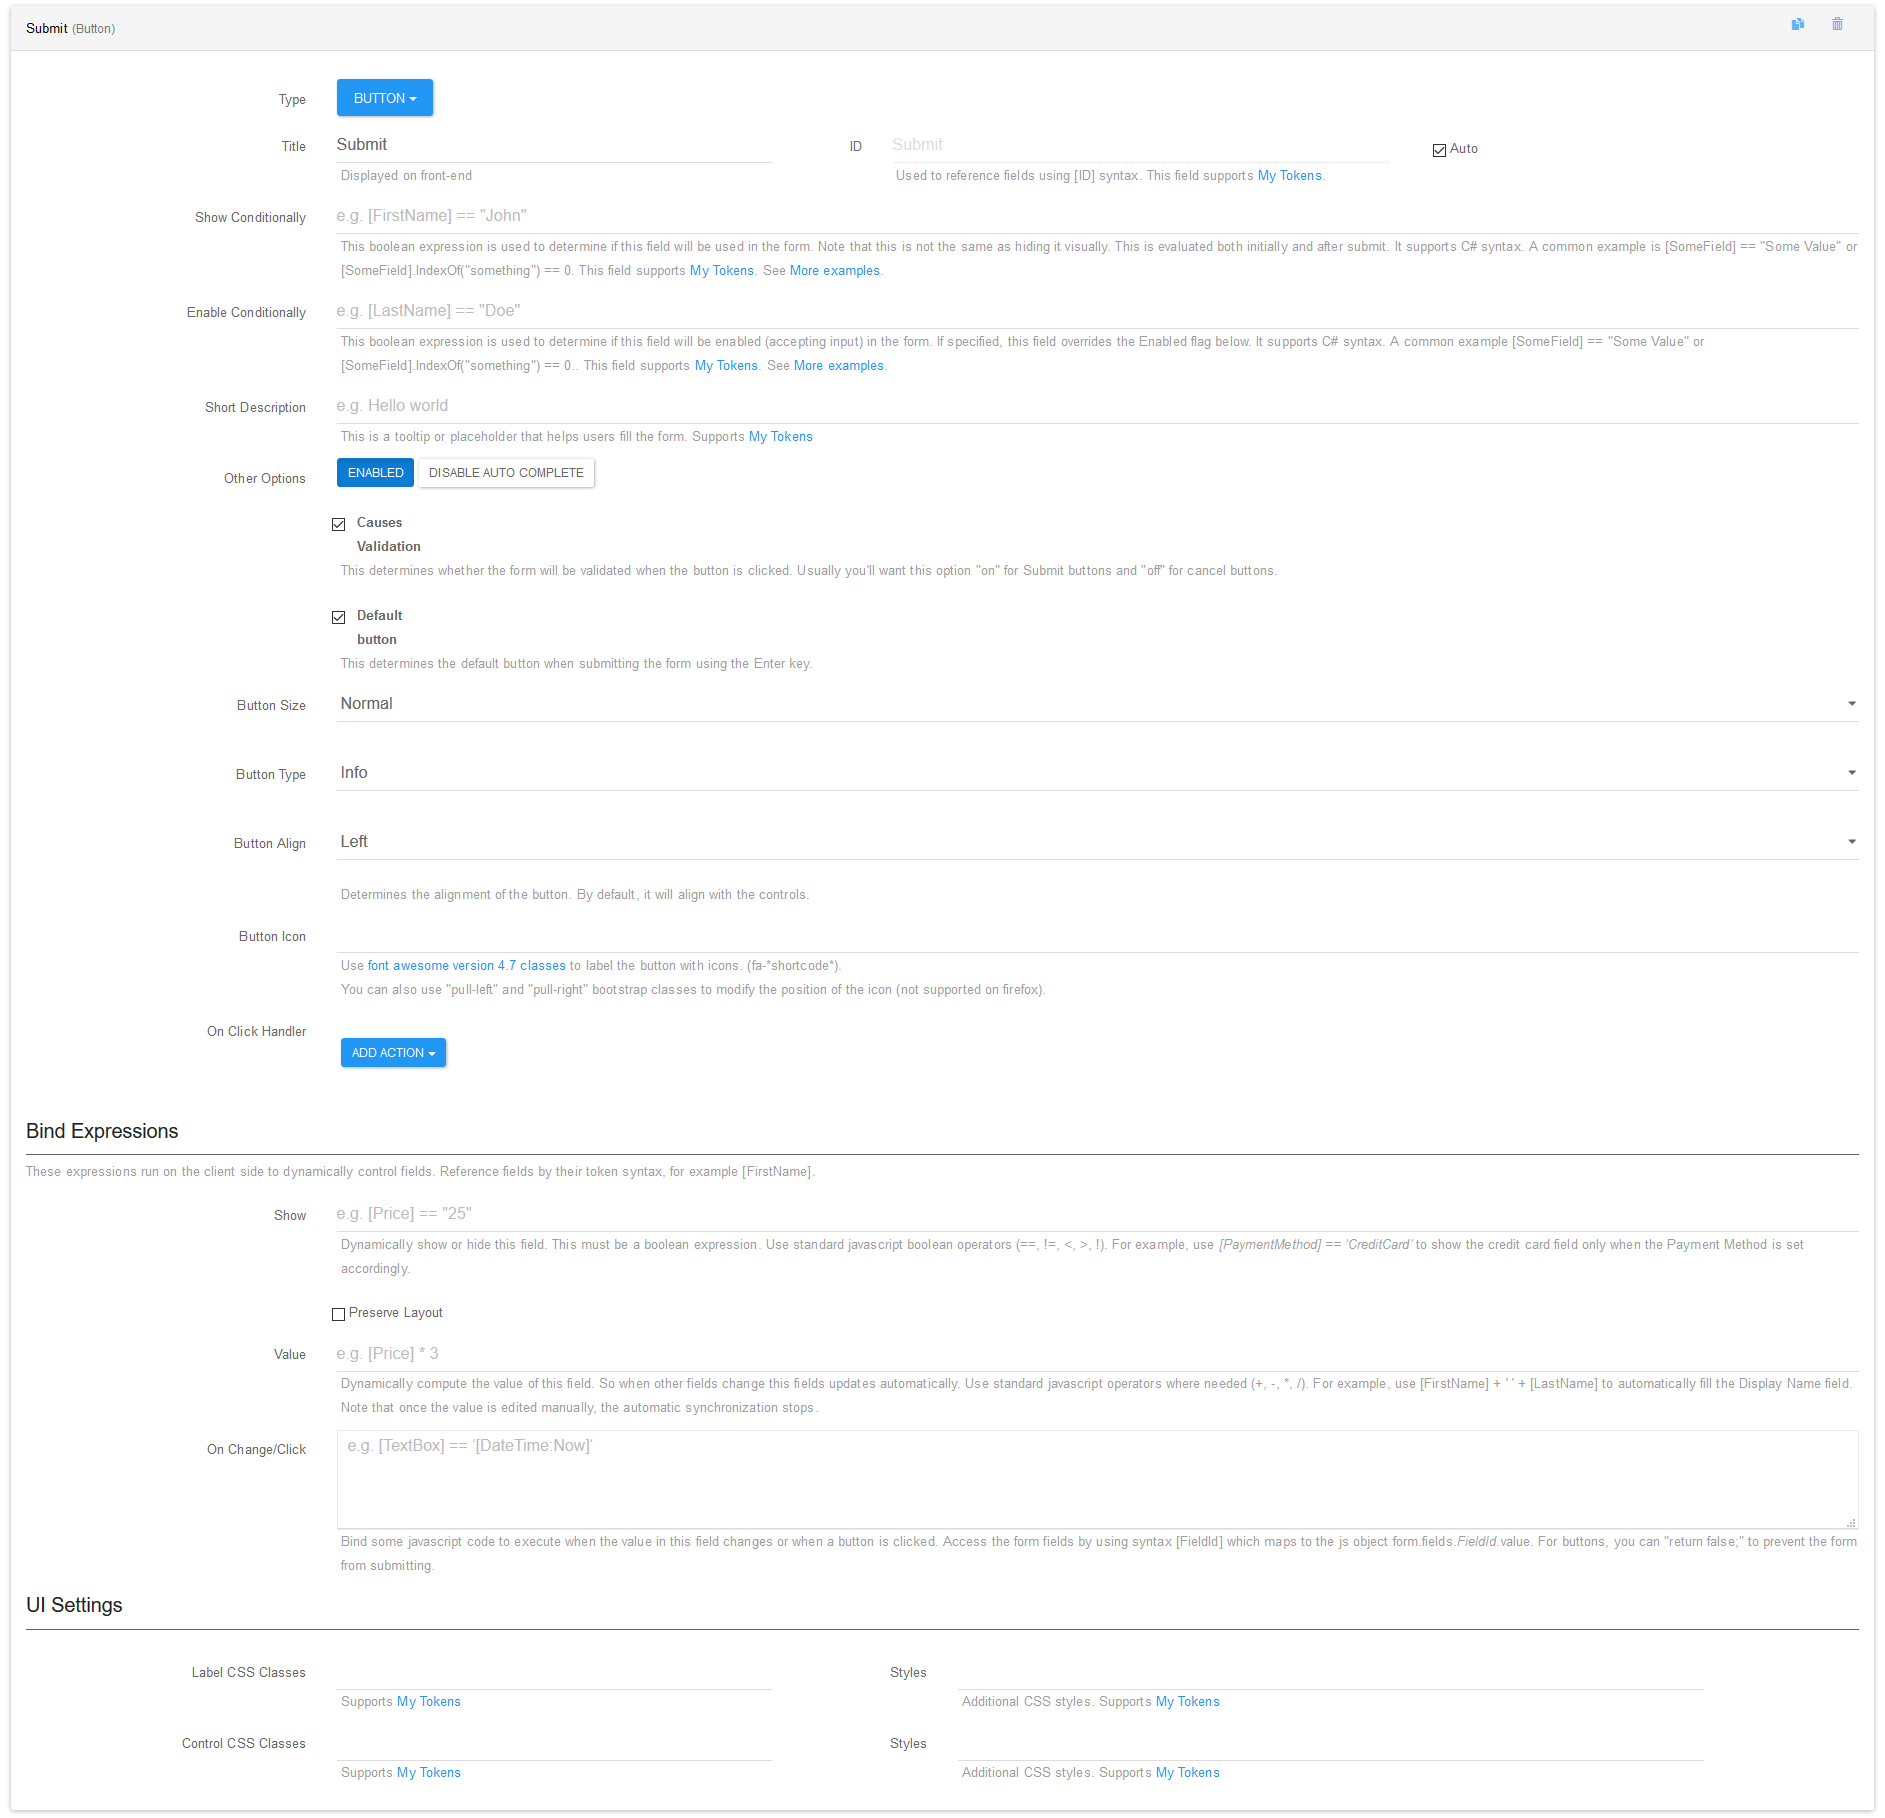 Submit (Button)
Type BUTTON
Title Submit ID Submit Auto
Displayed on front-end Used to reference fields using [ID] syntax. This field supports My Tokens.
Show Conditionally e.g. [FirstName] == "John"
This boolean expression is used to determine if this field will be used in the form. Note that this is not the same as hiding it visually. This is evaluated both initially and after submit. It supports C# syntax. A common example is [SomeField] == "Some Value" or
[SomeField].IndexOf("something") == 0. This field supports My Tokens. See More examples.
Enable Conditionally e.g. [LastName] == "Doe"
This boolean expression is used to determine if this field will be enabled (accepting input) in the form. If specified, this field overrides the Enabled flag below. It supports C# syntax. A common example [SomeField] == "Some Value" or
[SomeField].IndexOf("something") == 0.. This field supports My Tokens. See More examples.
Short Description e.g. Hello world
This is a tooltip or placeholder that helps users fill the form. Supports My Tokens
Other Options ENABLED DISABLE AUTO COMPLETE
Causes
Validation
This determines whether the form will be validated when the button is clicked. Usually you'll want this option "on" for Submit buttons and "off" for cancel buttons.
Default
button
This determines the default button when submitting the form using the Enter key.
Button Size Normal
Button Type Info
Button Align Left
Determines the alignment of the button. By default, it will align with the controls.
Button Icon
Use font awesome version 4.7 classes to label the button with icons. (fa-*shortcode*).
You can also use "pull-left" and "pull-right" bootstrap classes to modify the position of the icon (not supported on firefox).
On Click Handler
ADD ACTION
Bind Expressions
These expressions run on the client side to dynamically control fields. Reference fields by their token syntax, for example [FirstName].
Show e.g. [Price] == "25"
Dynamically show or hide this field. This must be a boolean expression. Use standard javascript boolean operators (==, !=, <, >, !). For example, use [PaymentMethod] == 'CreditCard' to show the credit card field only when the Payment Method is set
accordingly.
Preserve Layout
Value e.g. [Price] * 3
Dynamically compute the value of this field. So when other fields change this fields updates automatically. Use standard javascript operators where needed (+, -, *, /). For example, use [FirstName] + ' ' + [LastName] to automatically fill the Display Name field.
Note that once the value is edited manually, the automatic synchronization stops.
On Change/Click e.g. [TextBox] == '[DateTime:Now]'
Bind some javascript code to execute when the value in this field changes or when a button is clicked. Access the form fields by using syntax [FieldId] which maps to the js object form.fields.FieldId.value. For buttons, you can "return false;" to prevent the form
from submitting.
UI Settings
Label CSS Classes Styles
Supports My Tokens Additional CSS styles. Supports My Tokens
Control CSS Classes Styles
Supports My Tokens Additional CSS styles. Supports My Tokens